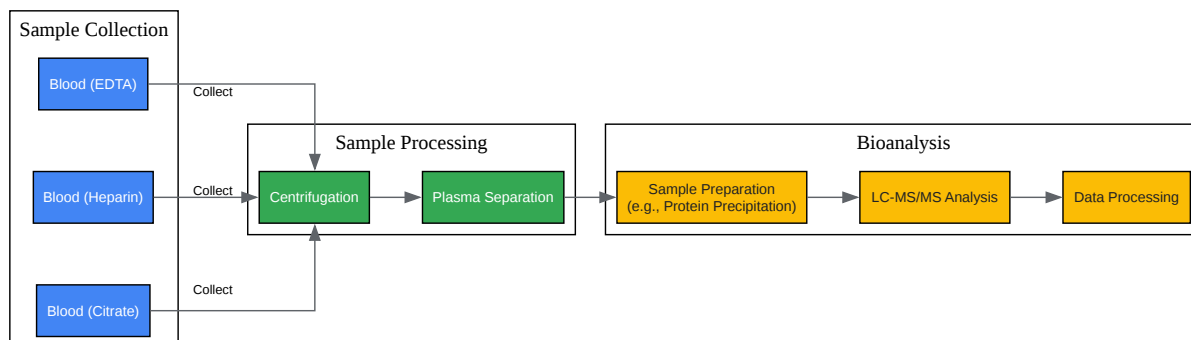 Sample Collection
Blood (EDTA)
Collect
Blood (Heparin)
Collect
Blood (Citrate)
Collect
Sample Processing
Centrifugation
Plasma Separation
Bioanalysis
Sample Preparation
(e.g., Protein Precipitation)
LC-MS/MS Analysis
Data Processing